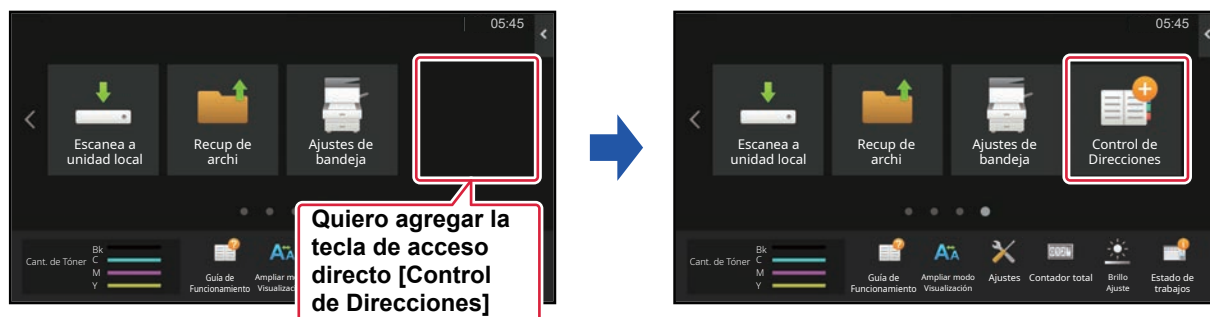 05:45
Escanea a
unidad local
Recup de
archi
Ajustes de
bandeja
Quiero agregar la
tecla de acceso
directo [Control
de Direcciones]
Cant. de Tóner
Bk
C
M
Y
Guía de
Funcionamiento
Ampliar m
Visualizac
05:45
Escanea a
unidad local
Recup de
archi
Ajustes de
bandeja
Control de
Direcciones
Cant. de Tóner
Bk
C
M
Y
Guía de
Funcionamiento
Ampliar modo
Visualización
Ajustes
Contador total
Brillo
Ajuste
Estado de
trabajos